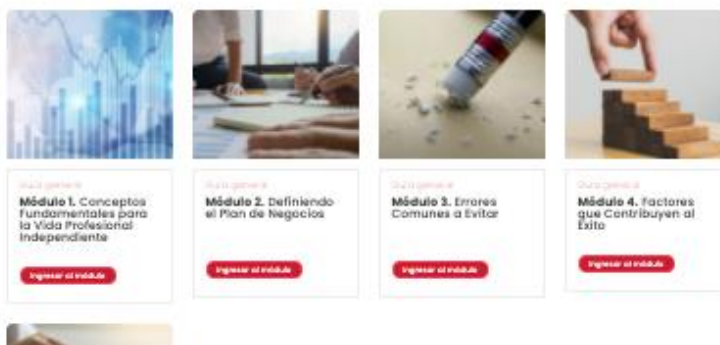 Guía general
Módulo 1. Conceptos
Fundamentales para
la Vida Profesional
Independiente
Ingresar al módulo
Guía general
Módulo 2. Definiendo
el Plan de Negocios
Ingresar al módulo
Guía general
Módulo 3. Errores
Comunes a Evitar
Ingresar al módulo
Guía general
Módulo 4. Factores
que Contribuyen al
Éxito
Ingresar al módulo